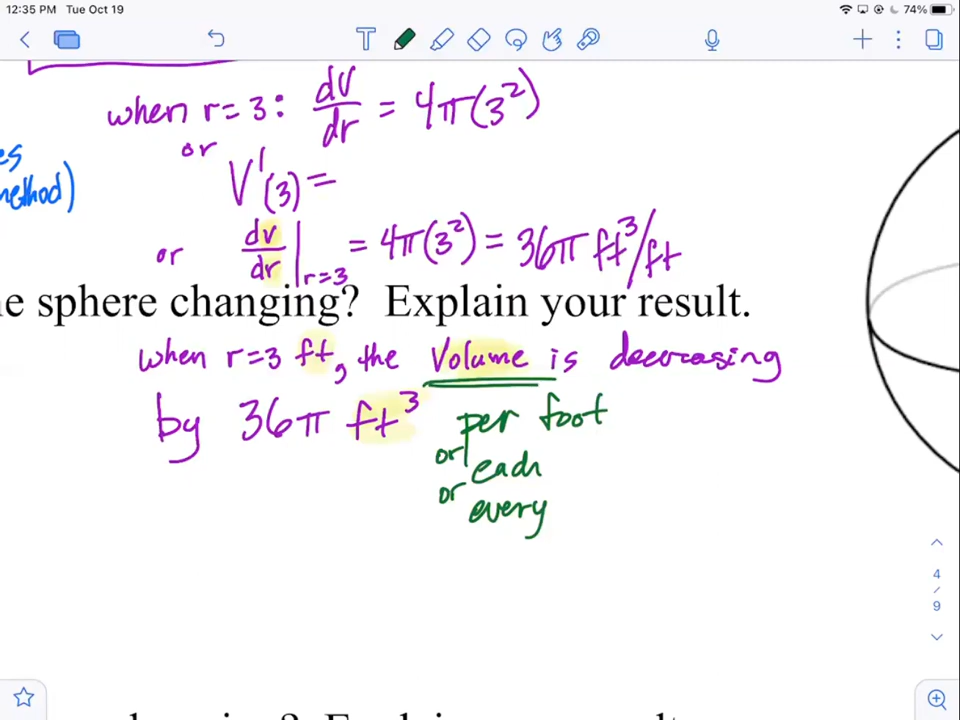 12:35 PM Tue Oct 19 74%
when r=3: dV/dr = 4π(3²)
or
es
method)
V'(3) =
or dv/dr|r=3 = 4π(3²) = 36π ft³/ft
e sphere changing? Explain your result.
when r=3 ft, the Volume is decreasing
by 36π ft³ per foot
or each
or every
4
/
9